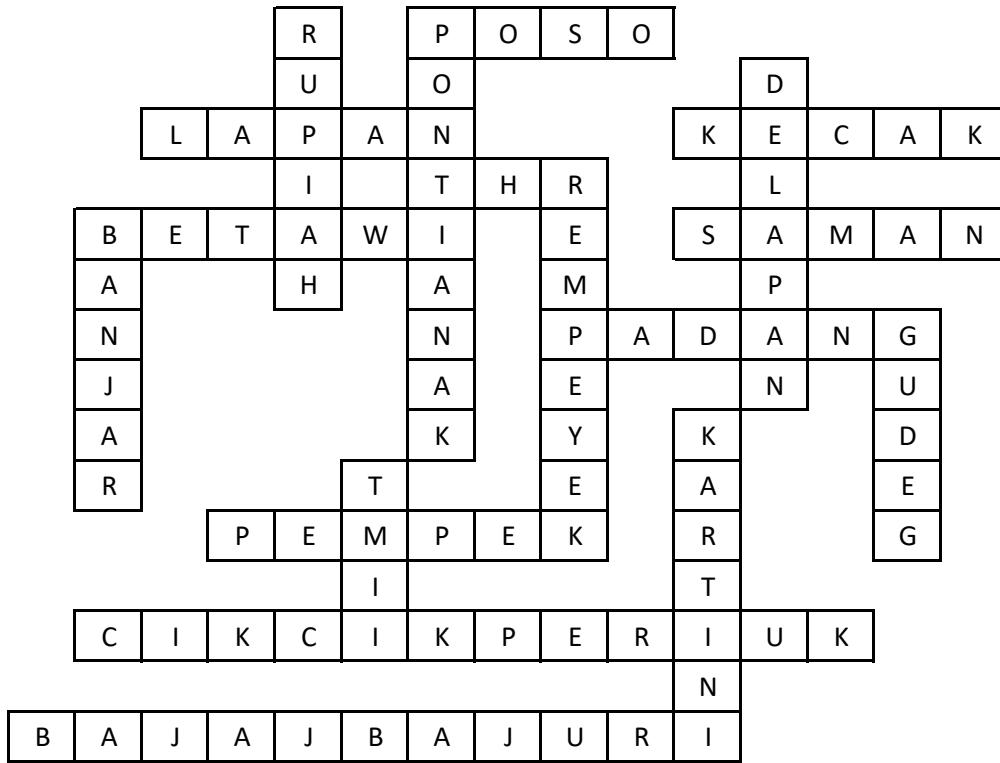 R P O S O
U O D
L A P A N K E C A K
I T H R L
B E T A W I E S A M A N
A H A M P
N N P A D A N G
J A E N U
A K Y K D
R T E A E
P E M P E K R G
I T
C I K C I K P E R I U K
N
B A J A J B A J U R I